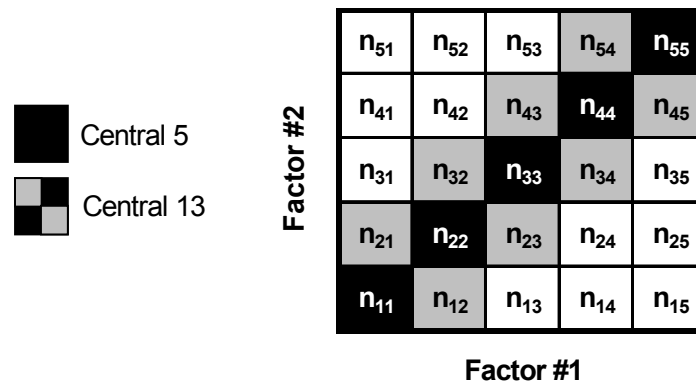 Central 5
Central 13
Factor #2
n51 n52 n53 n54 n55
n41 n42 n43 n44 n45
n31 n32 n33 n34 n35
n21 n22 n23 n24 n25
n11 n12 n13 n14 n15
Factor #1